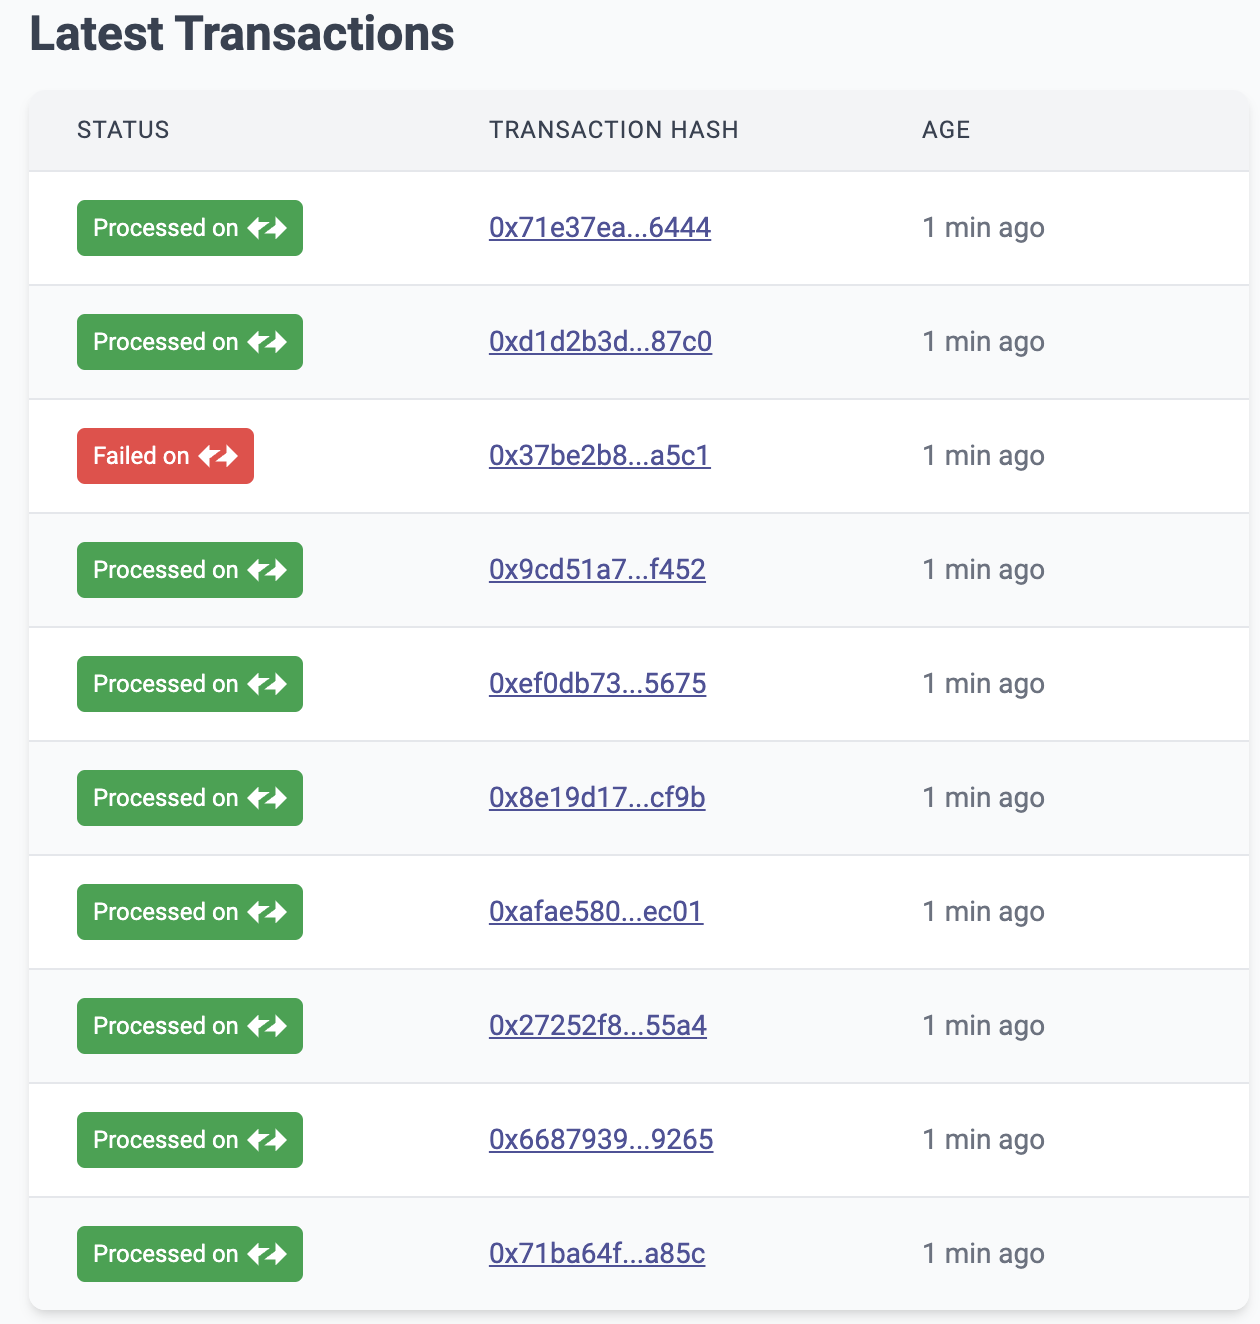 Latest Transactions
STATUS TRANSACTION HASH AGE
Processed on 0x71e37ea...6444 1 min ago
Processed on 0xd1d2b3d...87c0 1 min ago
Failed on 0x37be2b8...a5c1 1 min ago
Processed on 0x9cd51a7...f452 1 min ago
Processed on 0xef0db73...5675 1 min ago
Processed on 0x8e19d17...cf9b 1 min ago
Processed on 0xafae580...ec01 1 min ago
Processed on 0x27252f8...55a4 1 min ago
Processed on 0x6687939...9265 1 min ago
Processed on 0x71ba64f...a85c 1 min ago